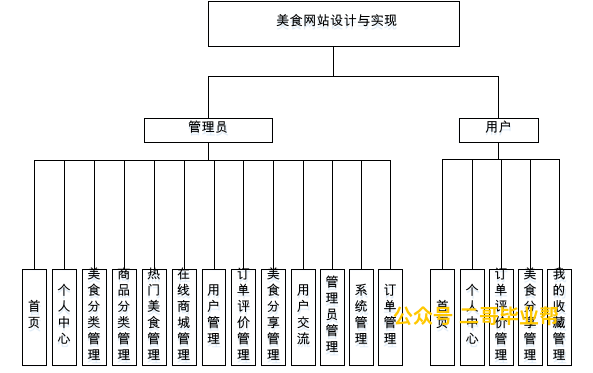 美食网站设计与实现
管理员
用户
首页
个人中心
美食分类管理
商品分类管理
热门美食管理
在线商城管理
用户管理
订单评价管理
美食分享管理
用户交流
管理员管理
系统管理
订单管理
首页
个人中心
订单评价管理
美食分享管理
我的收藏管理
公众号 二哥毕业帮